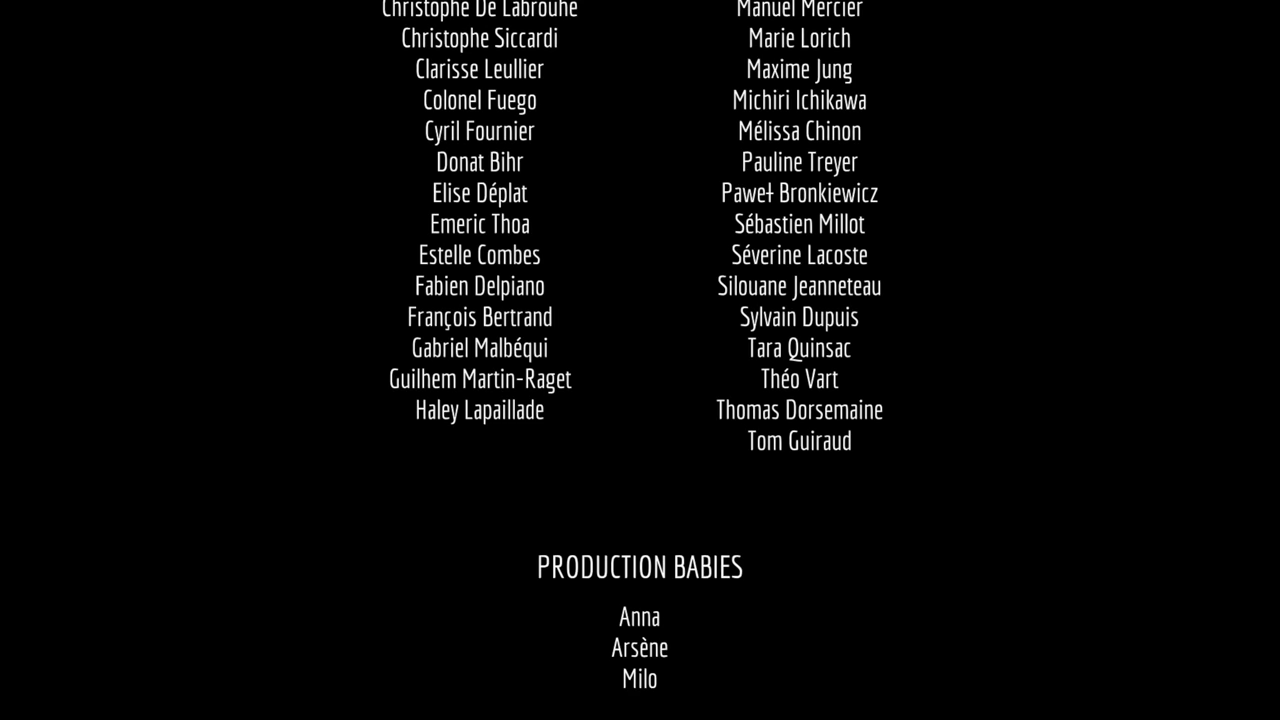 Christophe De Labrouhe
Christophe Siccardi
Clarisse Leullier
Colonel Fuego
Cyril Fournier
Donat Bihr
Elise Déplat
Emeric Thoa
Estelle Combes
Fabien Delpiano
François Bertrand
Gabriel Malbéqui
Guilhem Martin-Raget
Haley Lapaillade
Manuel Mercier
Marie Lorich
Maxime Jung
Michiri Ichikawa
Mélissa Chinon
Pauline Treyer
Paweł Bronkiewicz
Sébastien Millot
Séverine Lacoste
Silouane Jeanneteau
Sylvain Dupuis
Tara Quinsac
Théo Vart
Thomas Dorsemaine
Tom Guiraud
PRODUCTION BABIES
Anna
Arsène
Milo